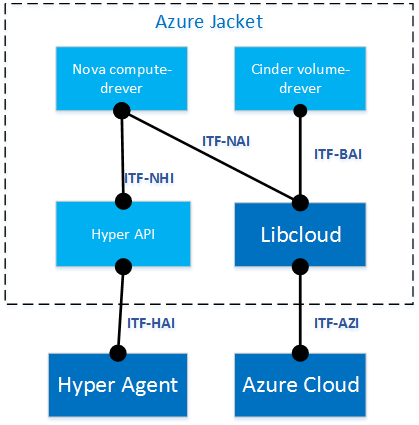 Azure Jacket
Nova compute-
drever
Cinder volume-
drever
ITF-NAI
ITF-BAI
ITF-NHI
Hyper API
Libcloud
ITF-HAI
ITF-AZI
Hyper Agent
Azure Cloud